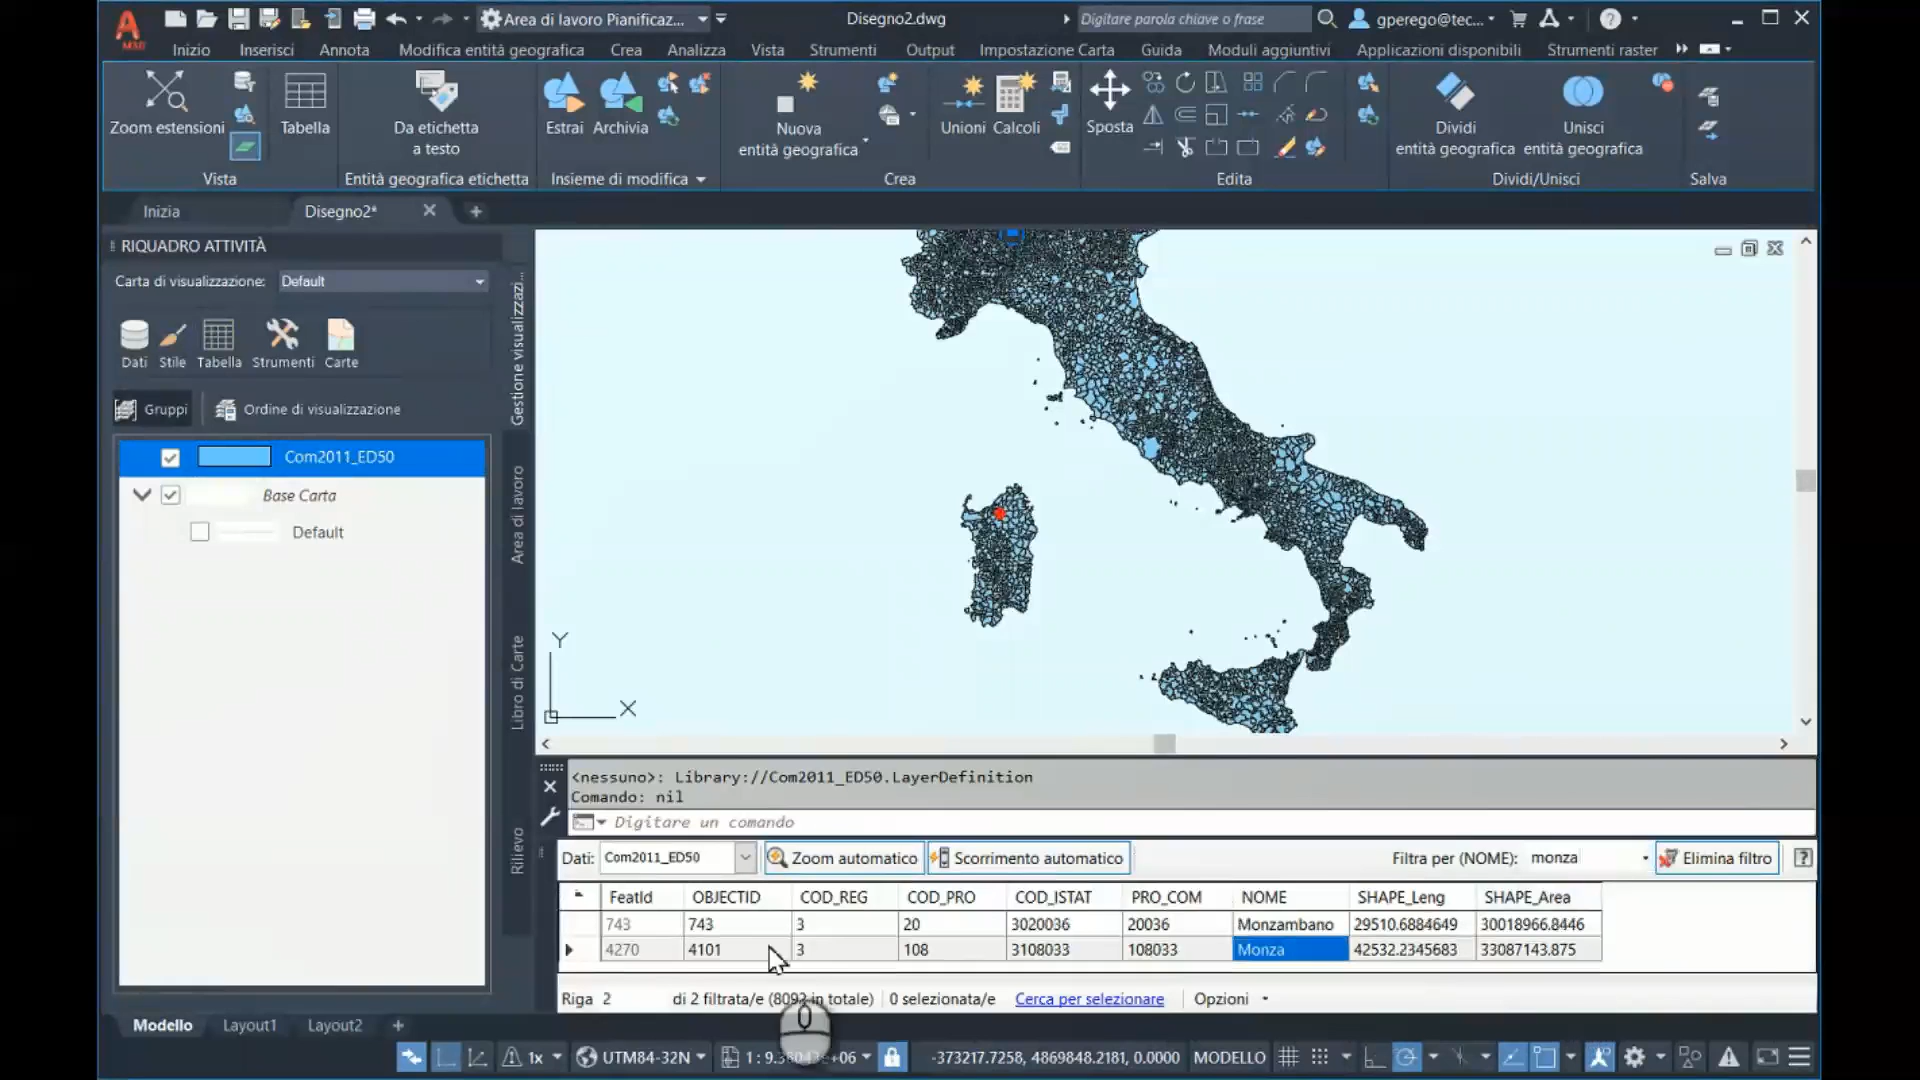 Area di lavoro Pianificaz...
Disegno2.dwg
Digitare parola chiave o frase
gperego@tec...
Inizio Inserisci Annota Modifica entità geografica Crea Analizza Vista Strumenti Output Impostazione Carta Guida Moduli aggiuntivi Applicazioni disponibili Strumenti raster
Zoom estensioni
Tabella
Vista
Da etichetta
a testo
Entità geografica etichetta
Estrai Archivia
Insieme di modifica
Nuova
entità geografica
Unioni Calcoli
Crea
Sposta
Edita
Dividi
entità geografica
Unisci
entità geografica
Dividi/Unisci
Salva
Inizia Disegno2*
RIQUADRO ATTIVITÀ
Carta di visualizzazione: Default
Dati Stile Tabella Strumenti Carte
Gruppi Ordine di visualizzazione
Com2011_ED50
Base Carta
Default
Gestione visualizzazi...
Area di lavoro
Libro di Carte
Rilievo
Y
X
<nessuno>: Library://Com2011_ED50.LayerDefinition
Comando: nil
Digitare un comando
Dati: Com2011_ED50 Zoom automatico Scorrimento automatico Filtra per (NOME): monza Elimina filtro
FeatId OBJECTID COD_REG COD_PRO COD_ISTAT PRO_COM NOME SHAPE_Leng SHAPE_Area
743 743 3 20 3020036 20036 Monzambano 29510.6884649 30018966.8446
4270 4101 3 108 3108033 108033 Monza 42532.2345683 33087143.875
Riga 2 di 2 filtrata/e (8092 in totale) 0 selezionata/e Cerca per selezionare Opzioni
Modello Layout1 Layout2
1x UTM84-32N -373217.7258, 4869848.2181, 0.0000 MODELLO